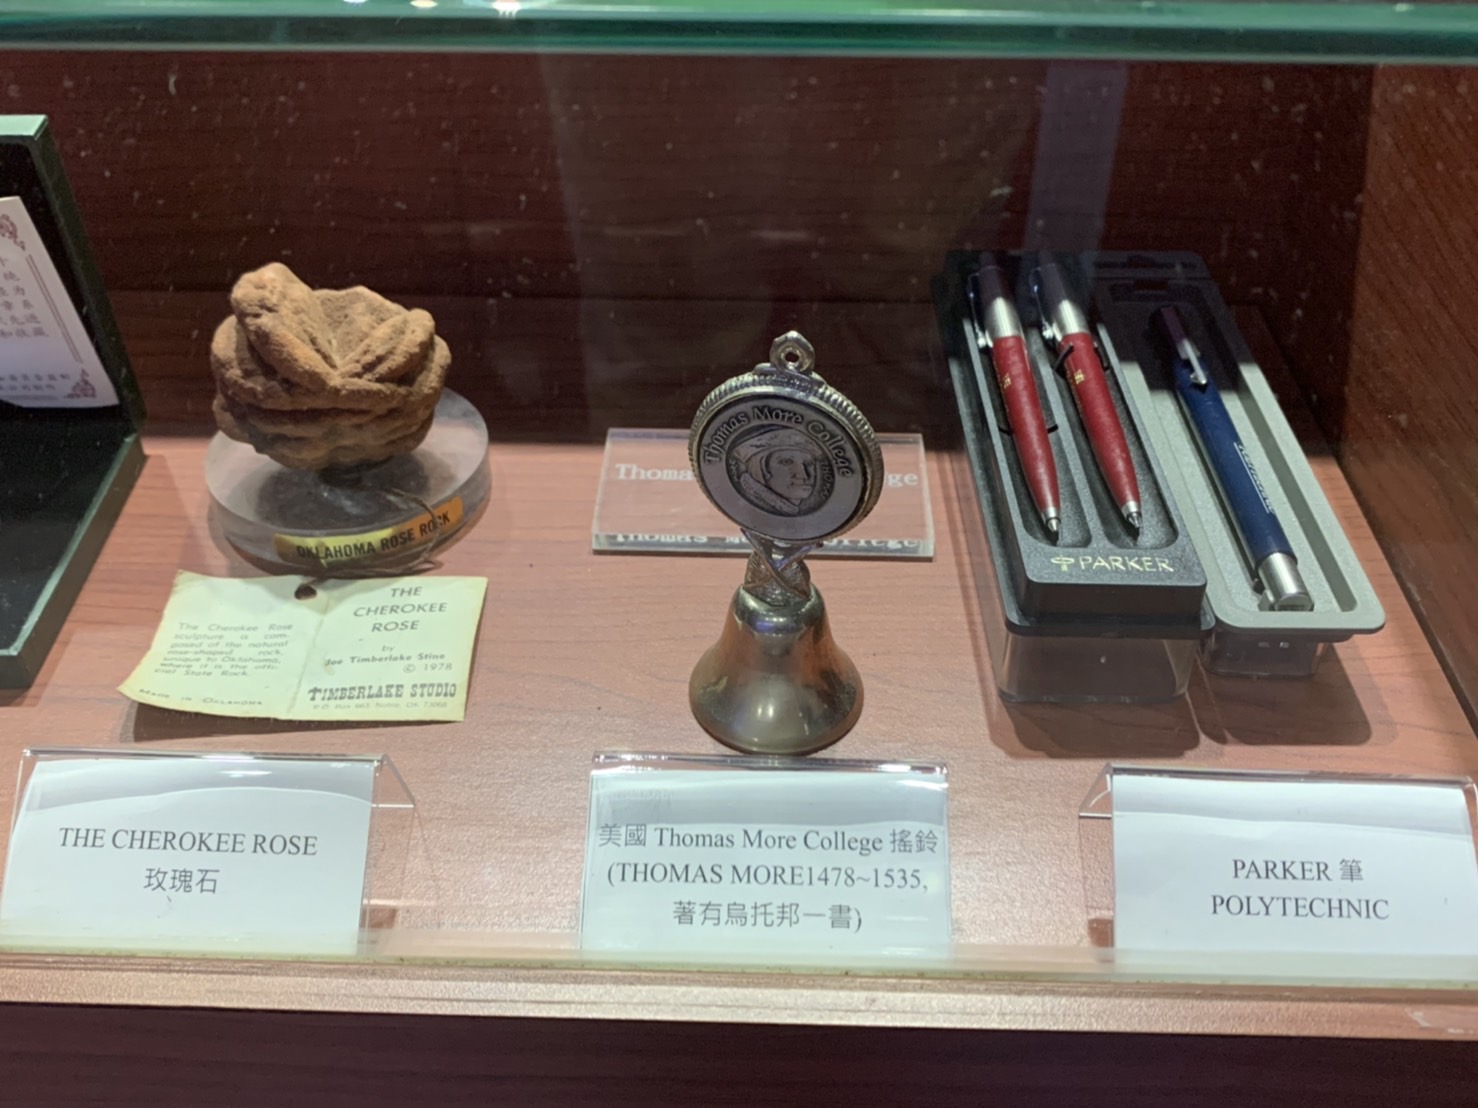 OKLAHOMA ROSE ROCK
THE
CHEROKEE
ROSE
by
Joe Timberlake Stine
© 1978
TIMBERLAKE STUDIO
The Cherokee Rose
sculpture is com-
posed of the natural
rose-shaped rock,
unique to Oklahoma,
where it is the offi-
cial State Rock.
MADE IN OKLAHOMA
Thomas More College
PARKER
THE CHEROKEE ROSE
玫瑰石
美國 Thomas More College 搖鈴
(THOMAS MORE1478~1535,
著有烏托邦一書)
PARKER 筆
POLYTECHNIC